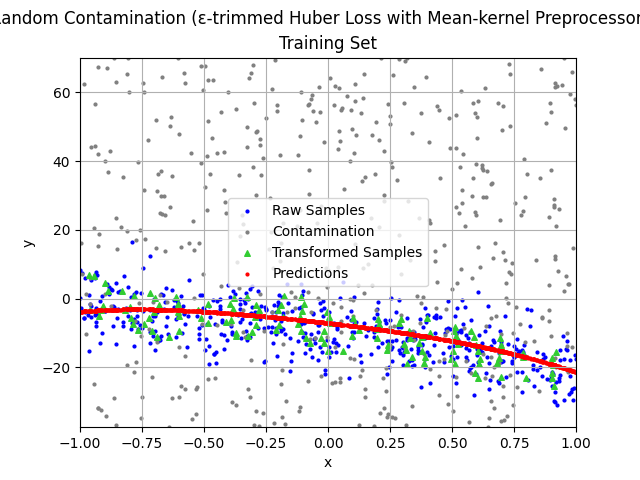 andom Contamination (ε-trimmed Huber Loss with Mean-kernel Preprocessor
Training Set
60
40
20
0
−20
y
Raw Samples
Contamination
Transformed Samples
Predictions
−1.00 −0.75 −0.50 −0.25 0.00 0.25 0.50 0.75 1.00
x